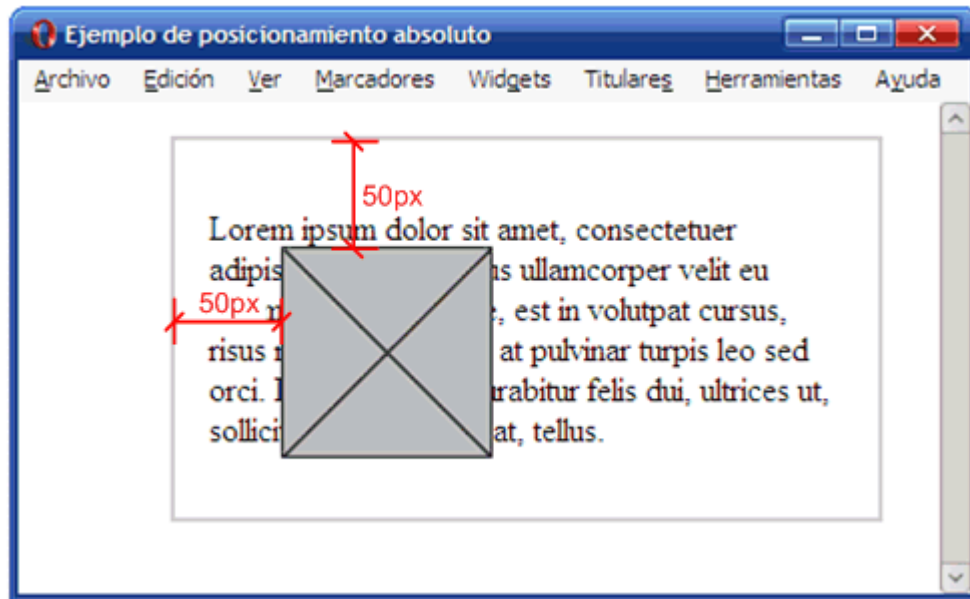 Ejemplo de posicionamiento absoluto
Archivo Edición Ver Marcadores Widgets Titulares Herramientas Ayuda
50px
Lorem ipsum dolor sit amet, consectetuer
adipis us ullamcorper velit eu
50px , est in volutpat cursus,
risus at pulvinar turpis leo sed
orci. rabitur felis dui, ultrices ut,
sollicit at, tellus.